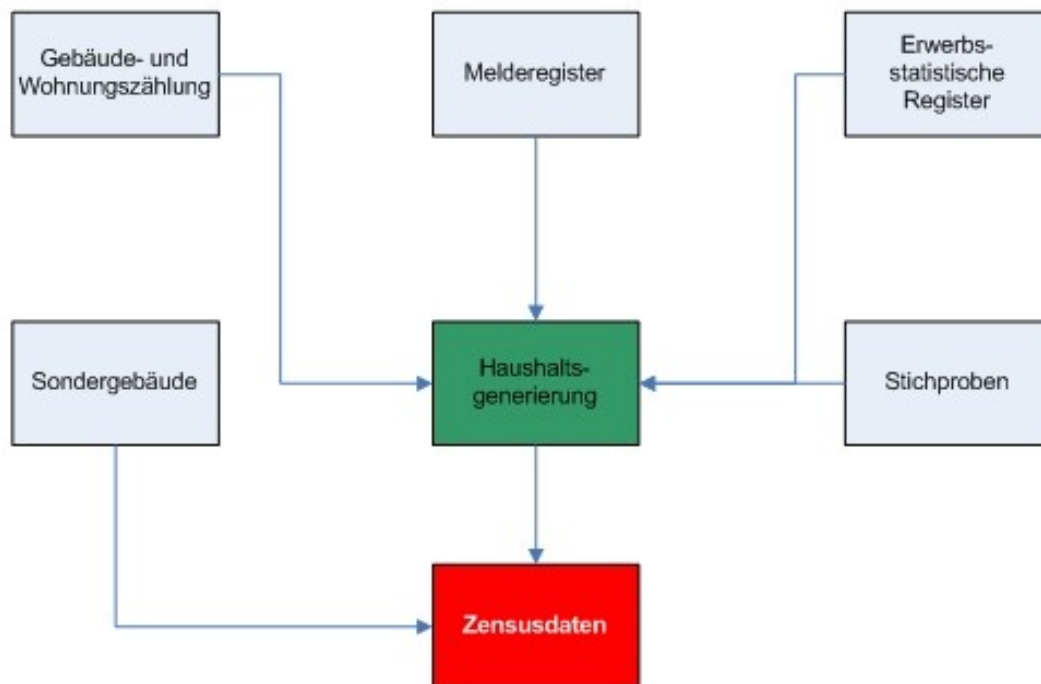 Gebäude- und
Wohnungszählung
Melderegister
Erwerbs-
statistische
Register
Sondergebäude
Haushalts-
generierung
Stichproben
Zensusdaten